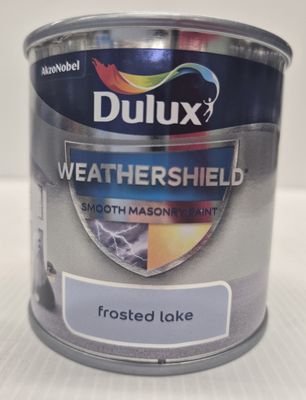 AkzoNobel
Dulux
WEATHERSHIELD
SMOOTH MASONRY PAINT
frosted lake